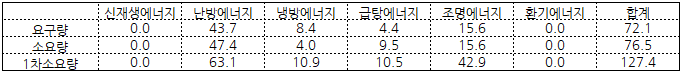 신재생에너지 난방에너지 냉방에너지 급탕에너지 조명에너지 환기에너지 합계
요구량 0.0 43.7 8.4 4.4 15.6 0.0 72.1
소요량 0.0 47.4 4.0 9.5 15.6 0.0 76.5
1차소요량 0.0 63.1 10.9 10.5 42.9 0.0 127.4